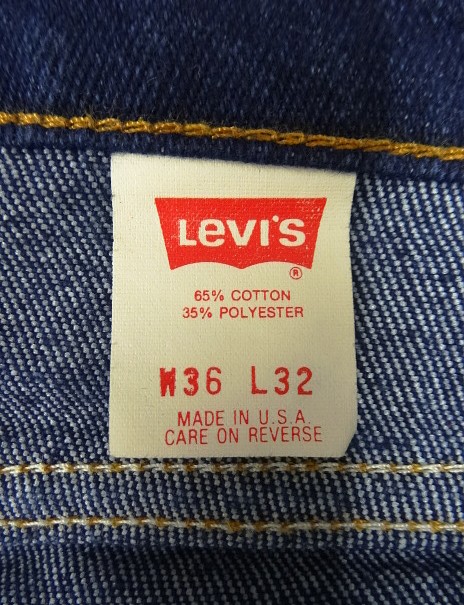 Levi's
®
65% COTTON
35% POLYESTER
W36 L32
MADE IN U.S.A.
CARE ON REVERSE